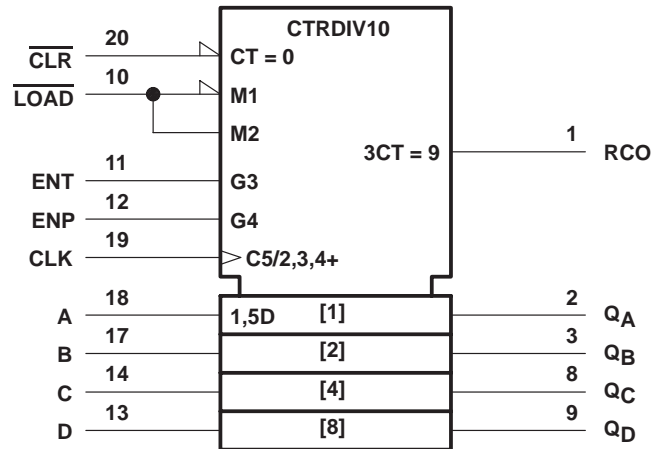 CTRDIV10
CLR 20 CT = 0
LOAD 10 M1
M2
3CT = 9 1 RCO
ENT 11 G3
ENP 12 G4
CLK 19 C5/2,3,4+
A 18 1,5D [1] 2 QA
B 17 [2] 3 QB
C 14 [4] 8 QC
D 13 [8] 9 QD